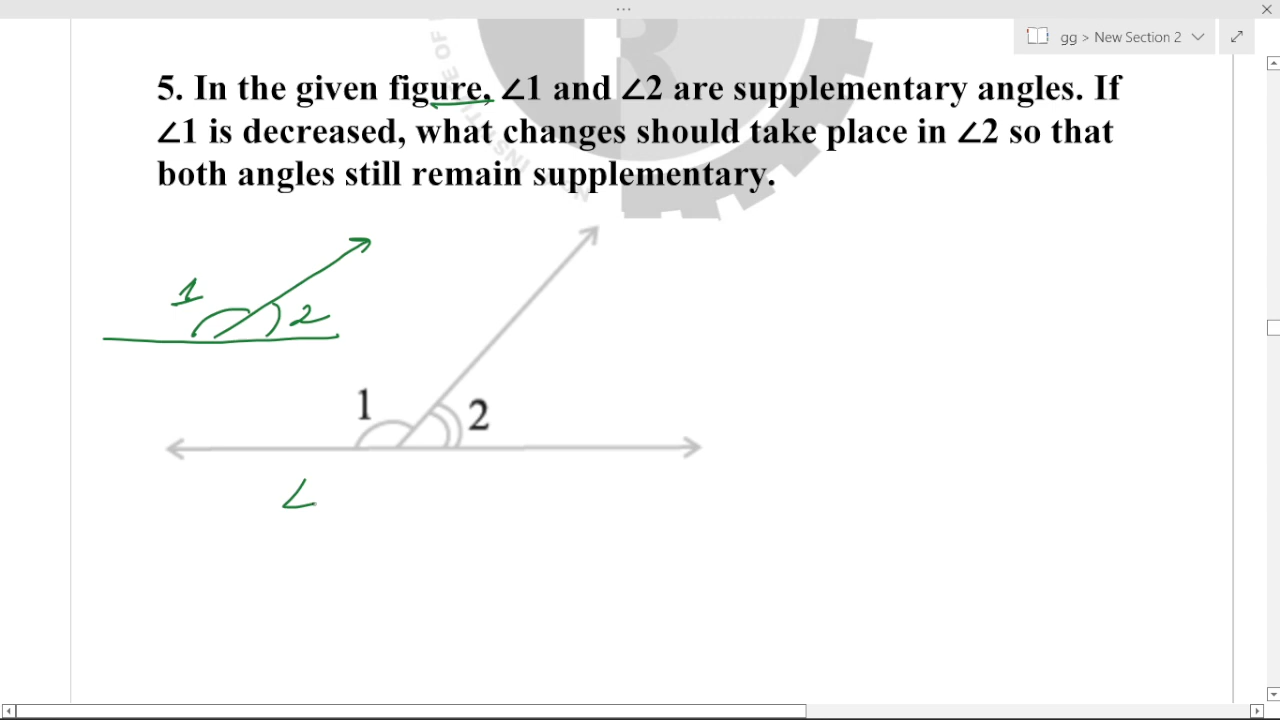 gg > New Section 2
5. In the given figure, ∠1 and ∠2 are supplementary angles. If
∠1 is decreased, what changes should take place in ∠2 so that
both angles still remain supplementary.
1
2
1
2
∠